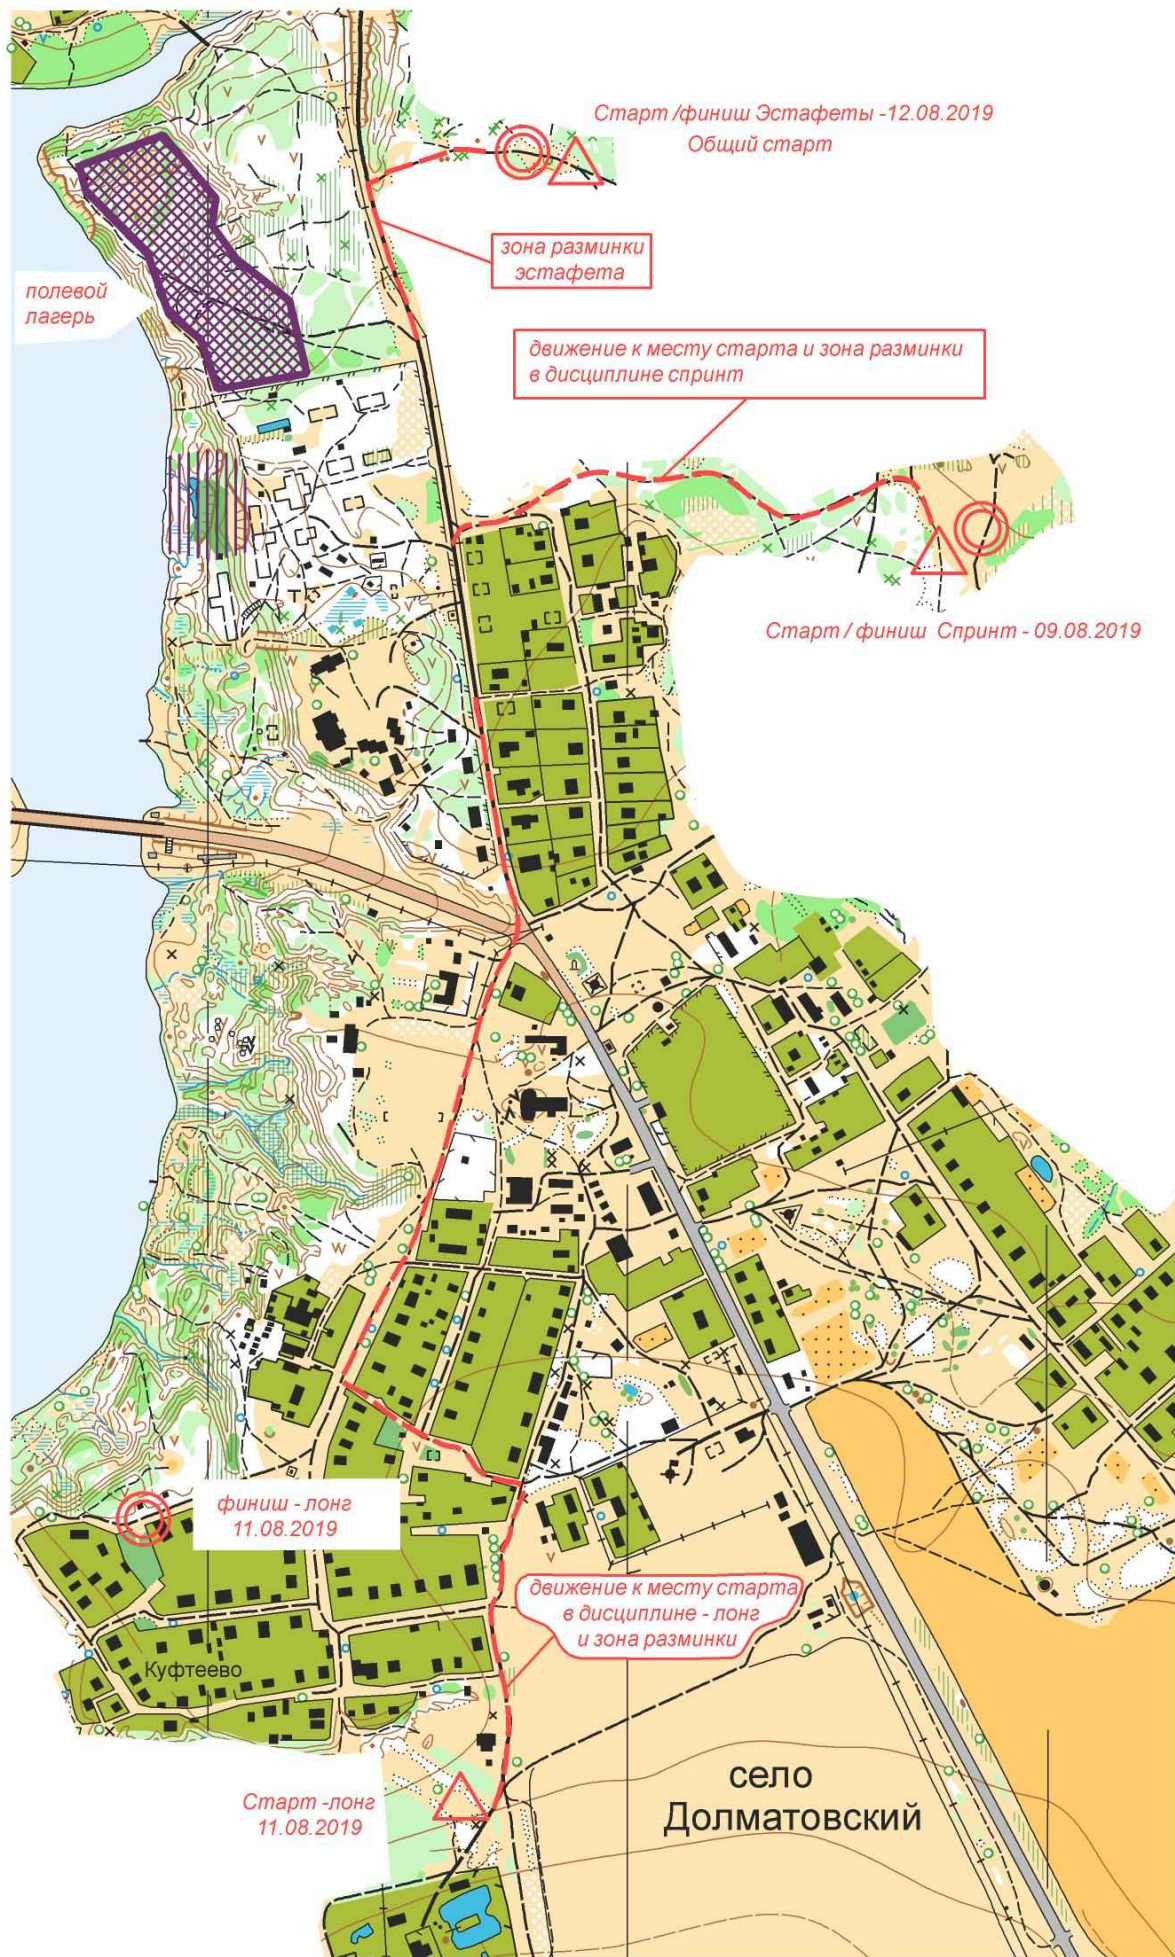 Старт /финиш Эстафеты -12.08.2019
Общий старт
зона разминки
эстафета
полевой
лагерь
движение к месту старта и зона разминки
в дисциплине спринт
Старт / финиш Спринт - 09.08.2019
финиш - лонг
11.08.2019
движение к месту старта
в дисциплине - лонг
и зона разминки
Куфтеево
Старт -лонг
11.08.2019
село
Долматовский